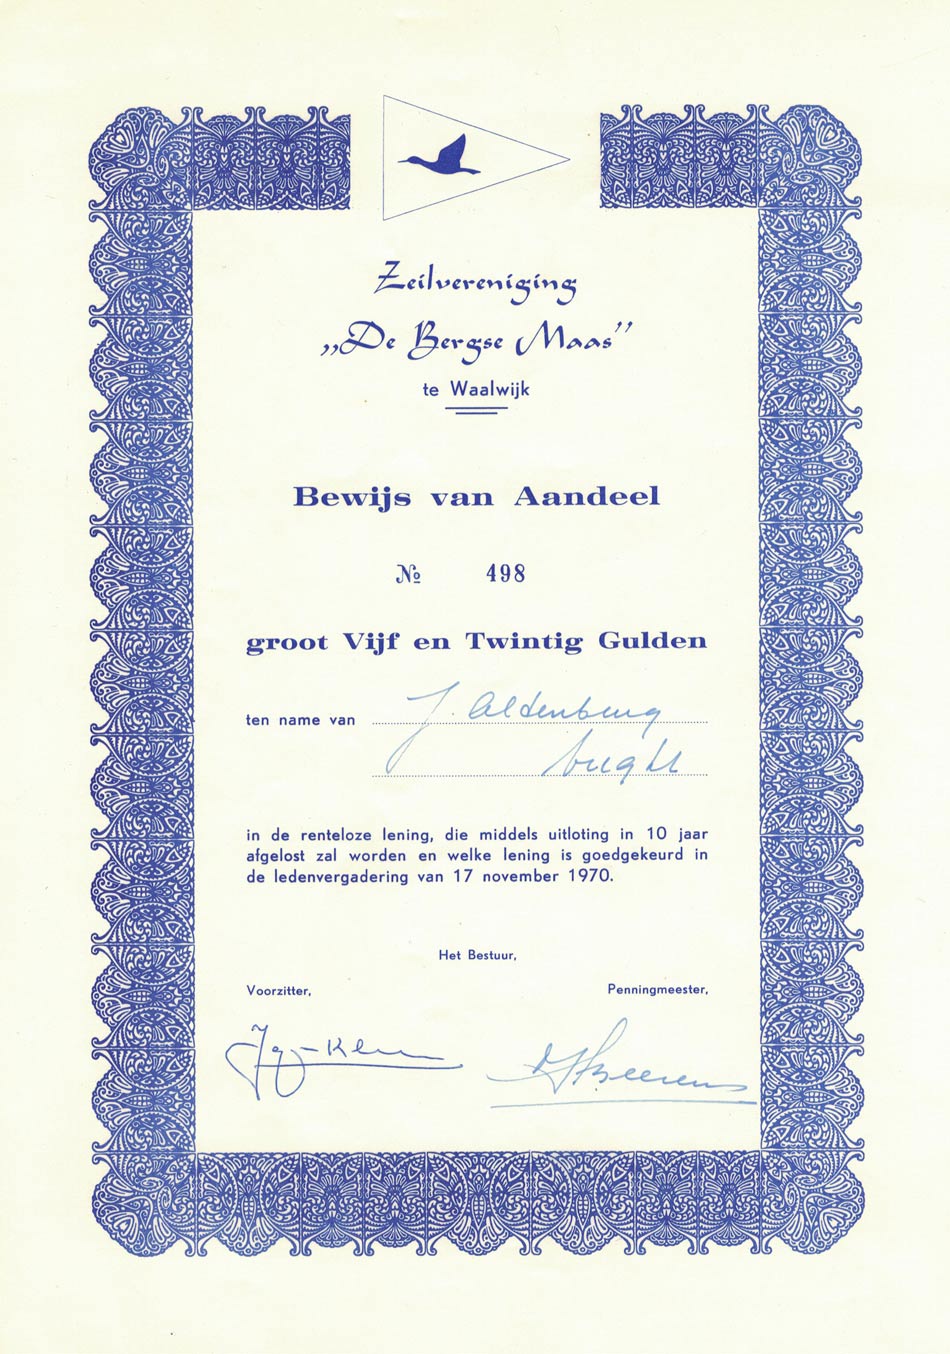 Zeilvereniging
„De Bergse Maas”
te Waalwijk
Bewijs van Aandeel
№ 498
groot Vijf en Twintig Gulden
ten name van J. Aldenburg
Vught
in de renteloze lening, die middels uitloting in 10 jaar
afgelost zal worden en welke lening is goedgekeurd in
de ledenvergadering van 17 november 1970.
Het Bestuur,
Voorzitter,
Penningmeester,